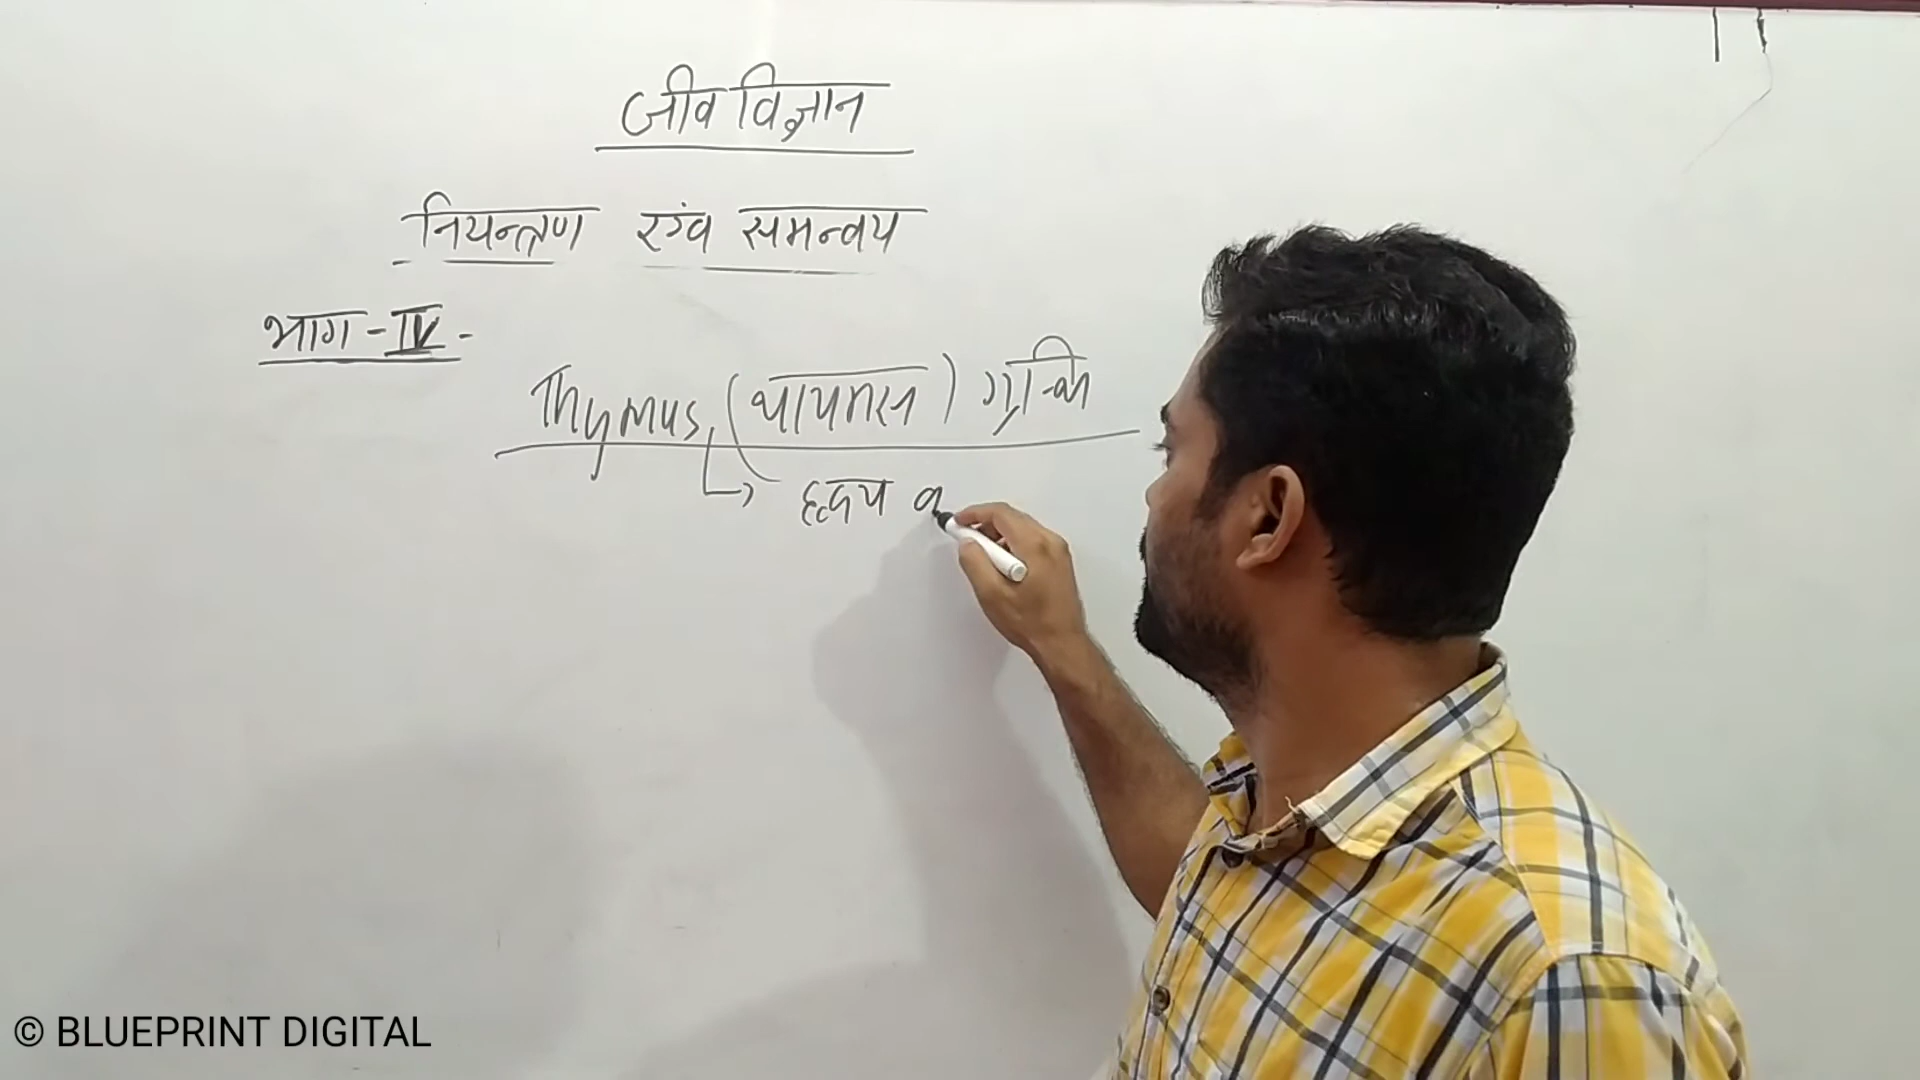 जीव विज्ञान
नियन्त्रण एवं समन्वय
भाग - IV -
Thymus (थायमस) ग्रन्थि
हृदय
© BLUEPRINT DIGITAL